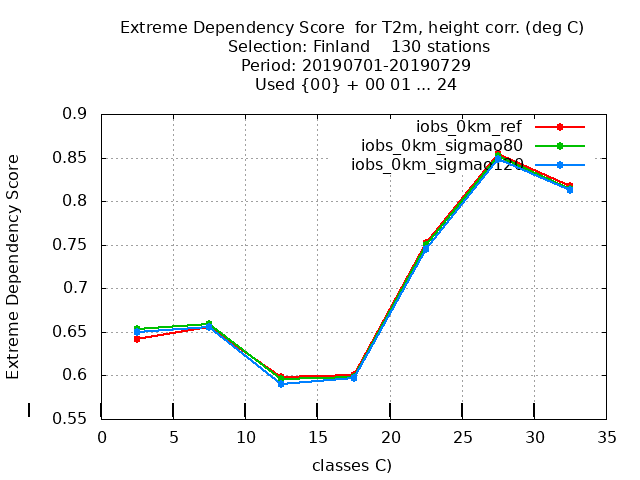 Extreme Dependency Score for T2m, height corr. (deg C)
Selection: Finland 130 stations
Period: 20190701-20190729
Used {00} + 00 01 ... 24
0.9
0.85
0.8
0.75
0.7
0.65
0.6
0.55
Extreme Dependency Score
iobs_0km_ref
iobs_0km_sigmao80
iobs_0km_sigmao120
0 5 10 15 20 25 30 35
classes C)